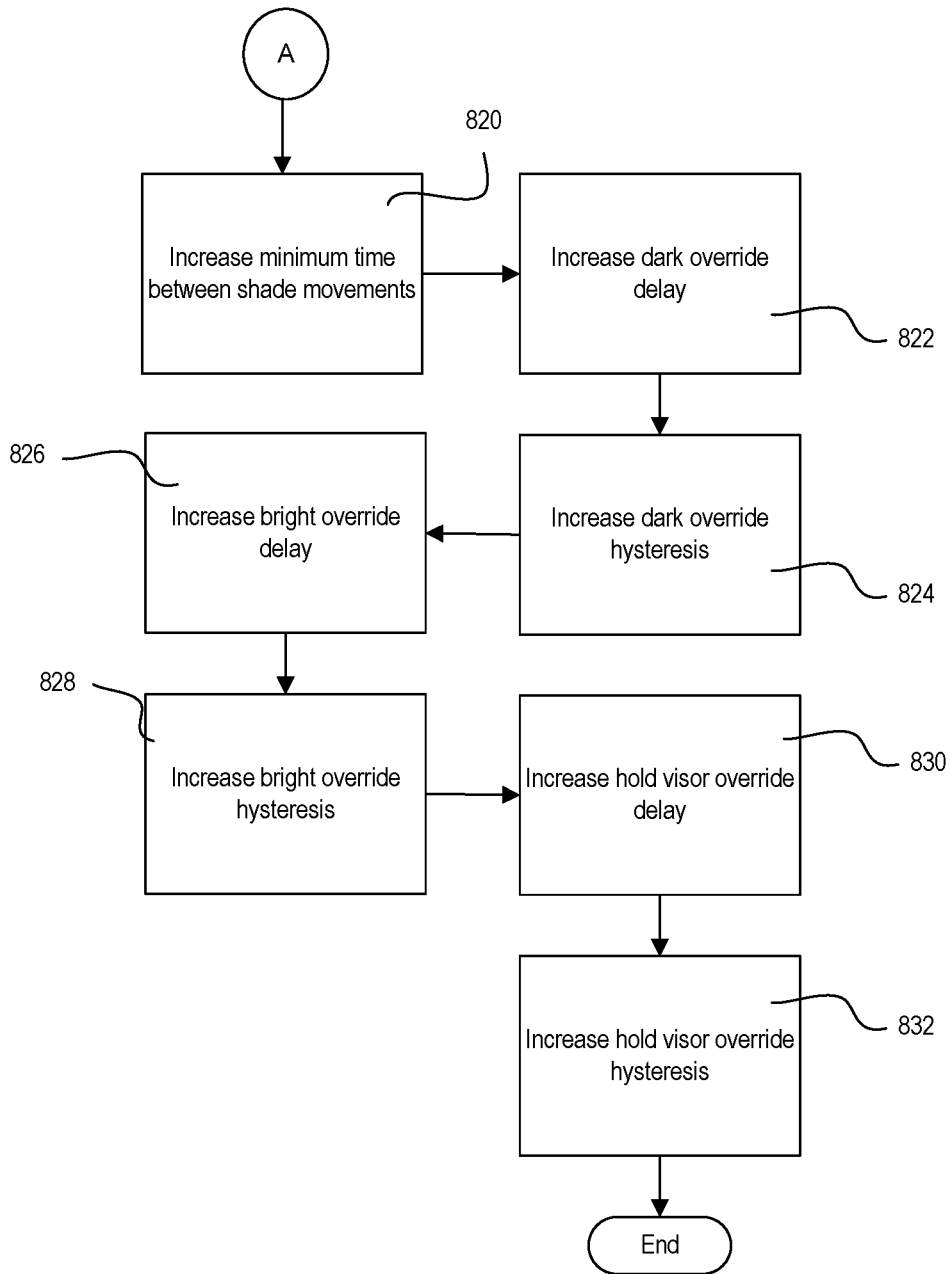 A
820
Increase minimum time
between shade movements
Increase dark override
delay
822
826
Increase bright override
delay
Increase dark override
hysteresis
824
828
Increase bright override
hysteresis
Increase hold visor override
delay
830
Increase hold visor override
hysteresis
832
End